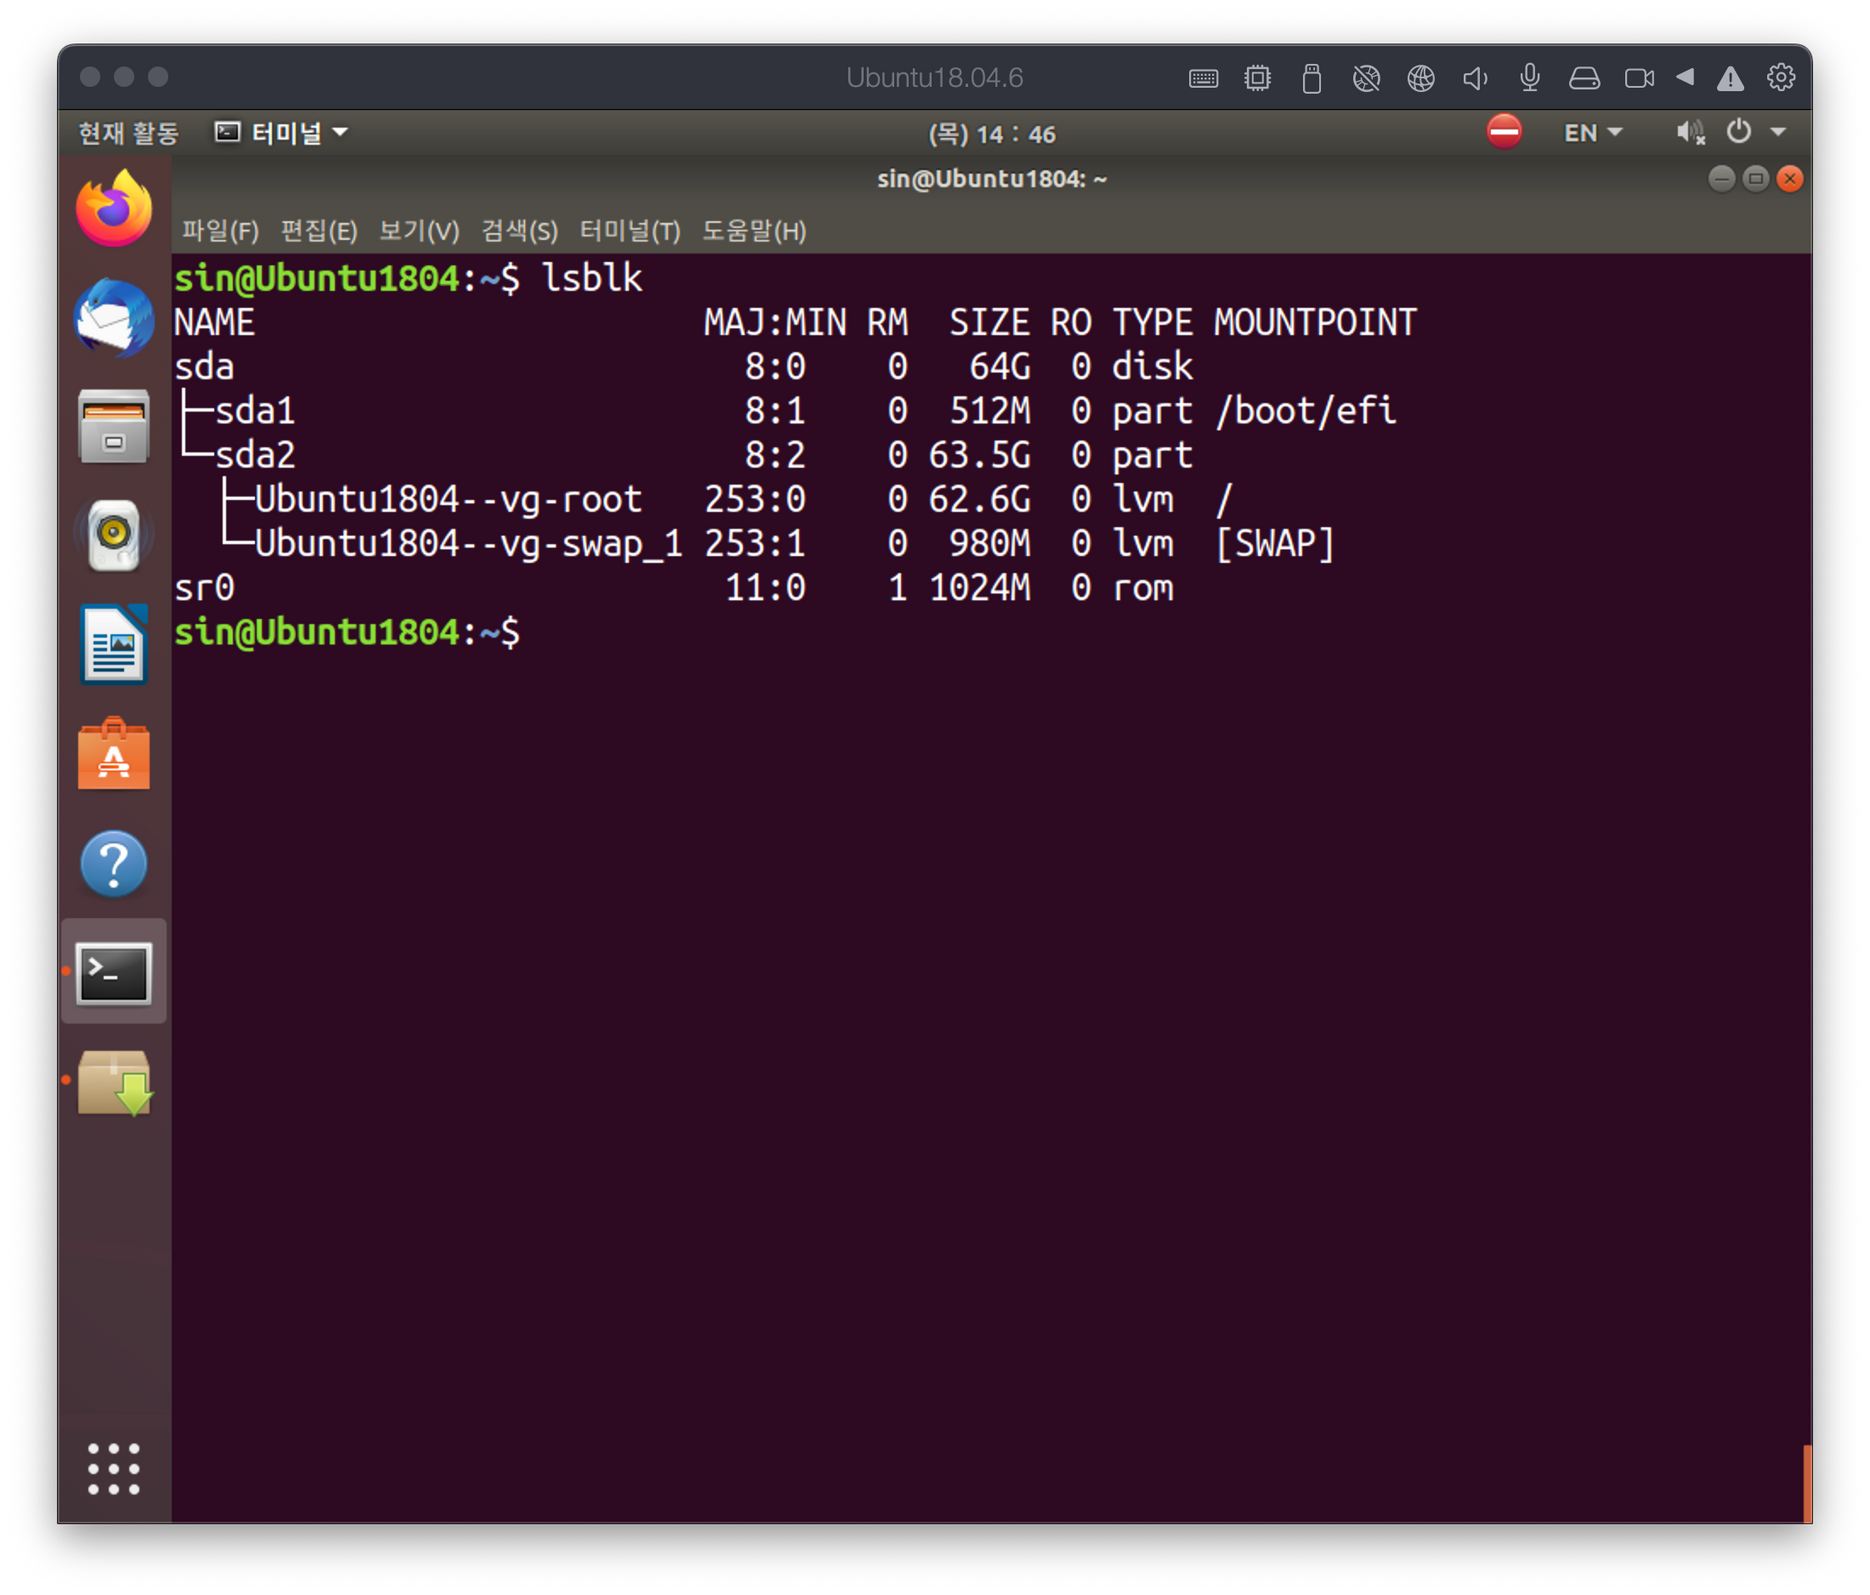 Ubuntu18.04.6
현재 활동 터미널 (목) 14 : 46 EN
sin@Ubuntu1804: ~
파일(F) 편집(E) 보기(V) 검색(S) 터미널(T) 도움말(H)
sin@Ubuntu1804:~$ lsblk
NAME                      MAJ:MIN RM  SIZE RO TYPE MOUNTPOINT
sda                         8:0    0   64G  0 disk
├─sda1                      8:1    0  512M  0 part /boot/efi
└─sda2                      8:2    0 63.5G  0 part
  ├─Ubuntu1804--vg-root   253:0    0 62.6G  0 lvm  /
  └─Ubuntu1804--vg-swap_1 253:1    0  980M  0 lvm  [SWAP]
sr0                        11:0    1 1024M  0 rom
sin@Ubuntu1804:~$